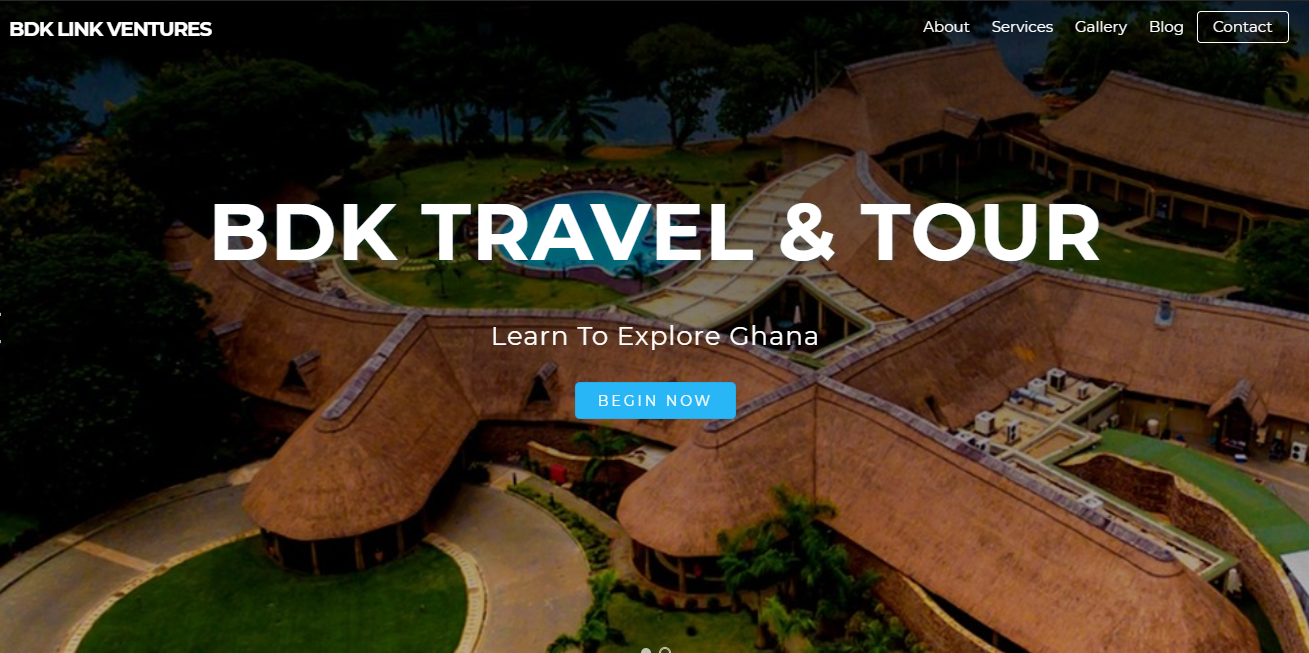 BDK LINK VENTURES
About Services Gallery Blog Contact
BDK TRAVEL & TOUR
Learn To Explore Ghana
BEGIN NOW